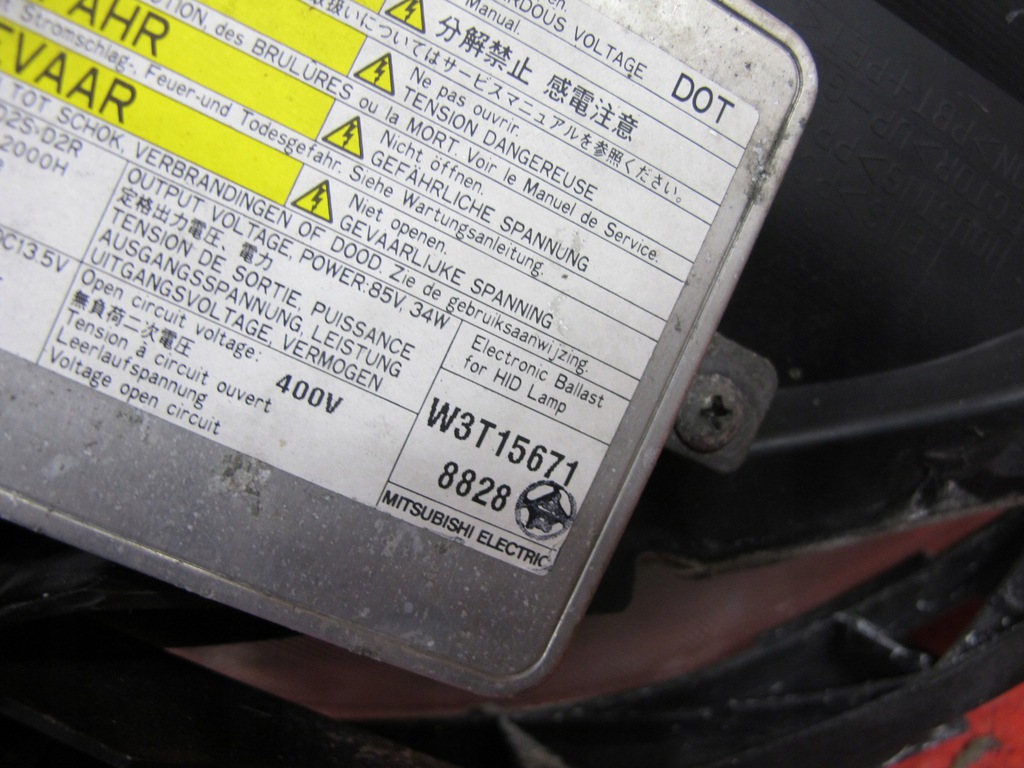 DOUS VOLTAGE
Manual.
DOT
分解禁止 感電注意
取扱いについてはサービスマニュアルを参照ください。
Ne pas ouvrir.
TENSION DANGEREUSE
des BRULURES ou la MORT. Voir le Manuel de Service.
FAHR
Nicht öffnen.
GEFÄHRLICHE SPANNUNG
Stromschlag-, Feuer-und Todesgefahr. Siehe Wartungsanleitung.
EVAAR
Niet openen.
GEVAARLIJKE SPANNING
TOT SCHOK, VERBRANDINGEN OF DOOD. Zie de gebruiksaanwijzing.
D2S・D2R
2000H
DC13.5V
OUTPUT VOLTAGE, POWER:85V, 34W
定格出力電圧, 電力
TENSION DE SORTIE, PUISSANCE
AUSGANGSSPANNUNG, LEISTUNG
UITGANGSVOLTAGE, VERMOGEN
Open circuit voltage:
無負荷二次電圧
Tension à circuit ouvert
Leerlaufspannung
Voltage open circuit
400V
Electronic Ballast
for HID Lamp
W3T15671
8828
MITSUBISHI ELECTRIC